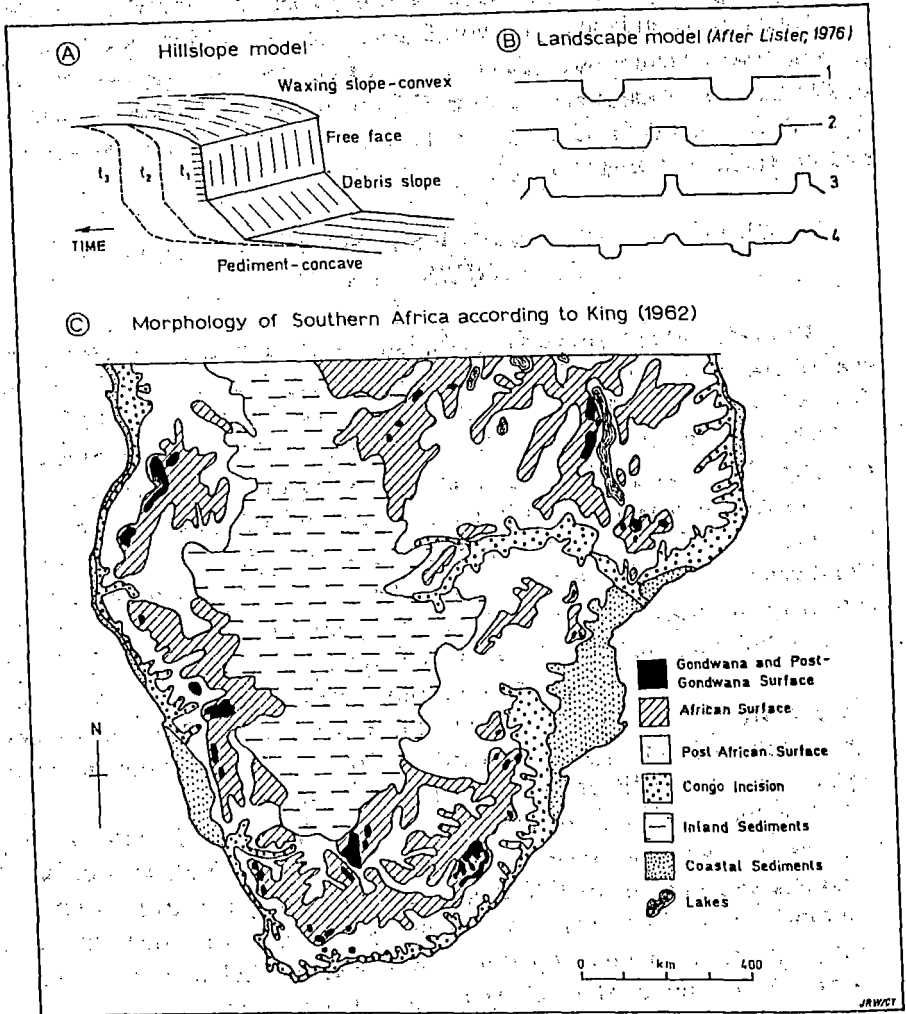 A Hillslope model
Waxing slope-convex
Free face
Debris slope
t3 t2 t1
TIME
Pediment-concave
B Landscape model (After Lister, 1976)
1
2
3
4
C Morphology of Southern Africa according to King (1962)
N
Gondwana and Post-
Gondwana Surface
African Surface
Post African Surface
Congo Incision
Inland Sediments
Coastal Sediments
Lakes
0 km 400
JRW/CT